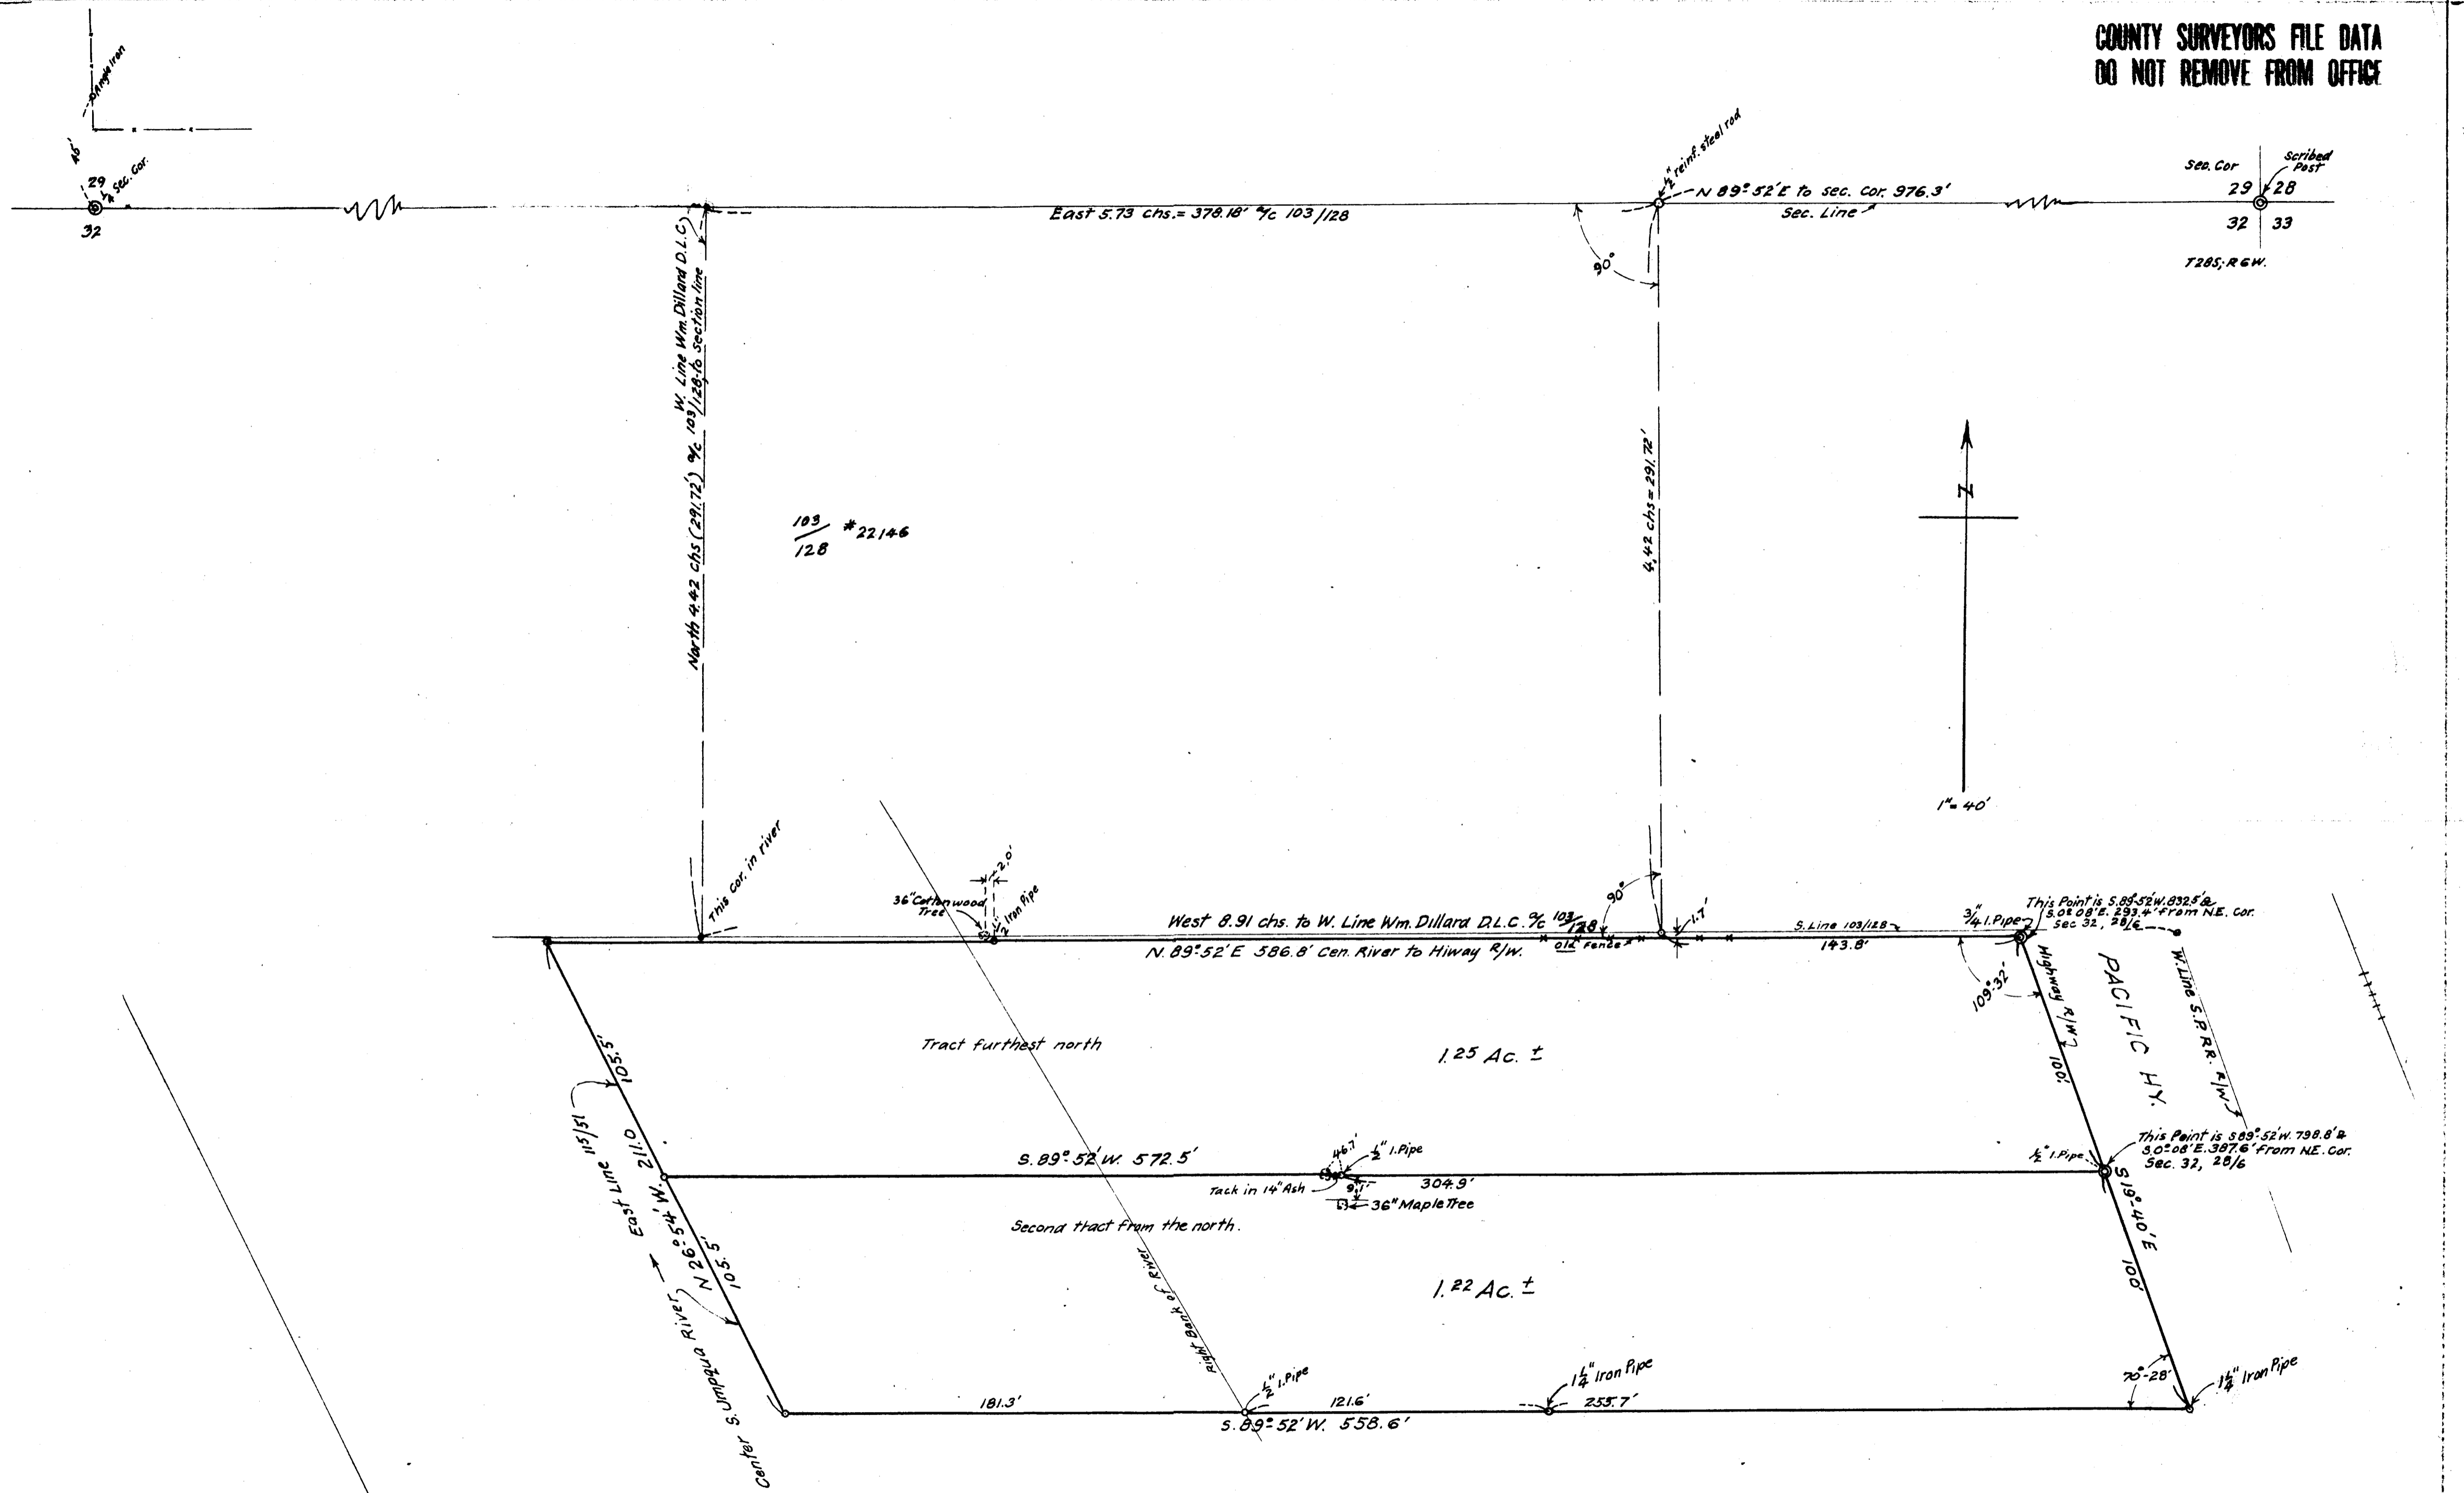 COUNTY SURVEYORS FILE DATA
DO NOT REMOVE FROM OFFICE
Angle Iron
45'
29
1/4 Sec. Cor.
32
1/2" reinf. steel rod
N 89°52'E to sec. cor. 976.3'
Sec. Line
East 5.73 chs. = 378.18' a/c 103/128
90°
Sec. Cor
Scribed
Post
29 28
32 33
T28S, R6W.
W. Line Wm. Dillard D.L.C.
North 4.42 chs (291.72') a/c 103/128 to section line
103/128 #22146
4.42 chs = 291.72'
N
1" = 40'
This cor. in river
36" Cottonwood
Tree
2.0'
1/2" Iron Pipe
West 8.91 chs. to W. Line Wm. Dillard D.L.C. a/c 103/128
N. 89°-52'E 586.8' Cen. River to Hiway R/W.
Old Fence
90°
1.7'
S. Line 103/128
143.8'
3/4 I. Pipe
This Point is S.89°-52'W. 832.5' &
S.0°08'E. 293.4' from N.E. Cor.
Sec 32, 28/6
109°-32'
Highway R/W
100'
PACIFIC HY.
W. Line S.P. RR. R/W
Tract furthest north
1.25 Ac. ±
105.5'
East Line 115/51
211.0
N 26°54'W.
105.5'
Center S. Umpqua River
S. 89°-52'W. 572.5'
46.7'
1/2" I. Pipe
Tack in 14" Ash
9.1'
304.9'
36" Maple Tree
Second tract from the north.
1.22 Ac. ±
Right Bank of River
1/2" I. Pipe
This Point is S 89°-52'W. 798.8' &
S.0°-08'E. 387.6' from N.E. Cor.
Sec. 32, 28/6
S 19°-40'E
100'
70°-28'
1 1/4" Iron Pipe
181.3'
1/2" I. Pipe
121.6'
1 1/4" Iron Pipe
255.7'
S. 89°-52'W. 558.6'